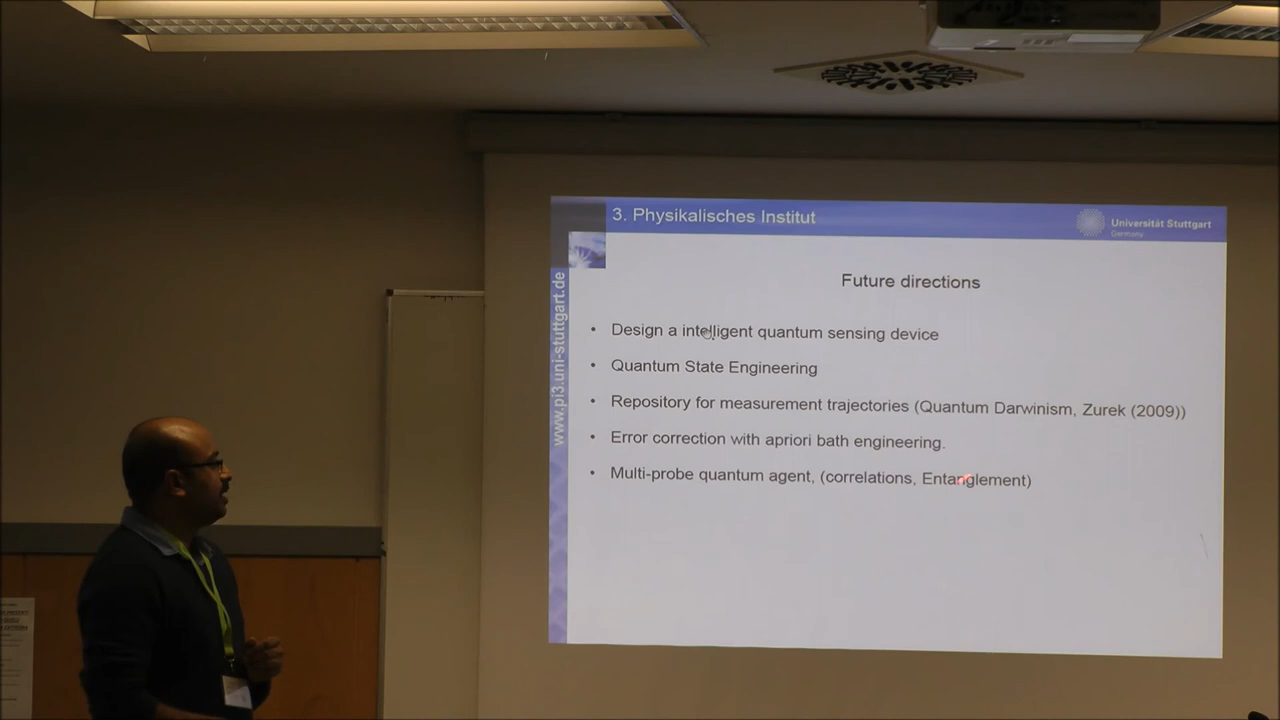 3. Physikalisches Institut
Universität Stuttgart
Germany
www.pi3.uni-stuttgart.de
Future directions
• Design a intelligent quantum sensing device
• Quantum State Engineering
• Repository for measurement trajectories (Quantum Darwinism, Zurek (2009))
• Error correction with apriori bath engineering.
• Multi-probe quantum agent, (correlations, Entanglement)